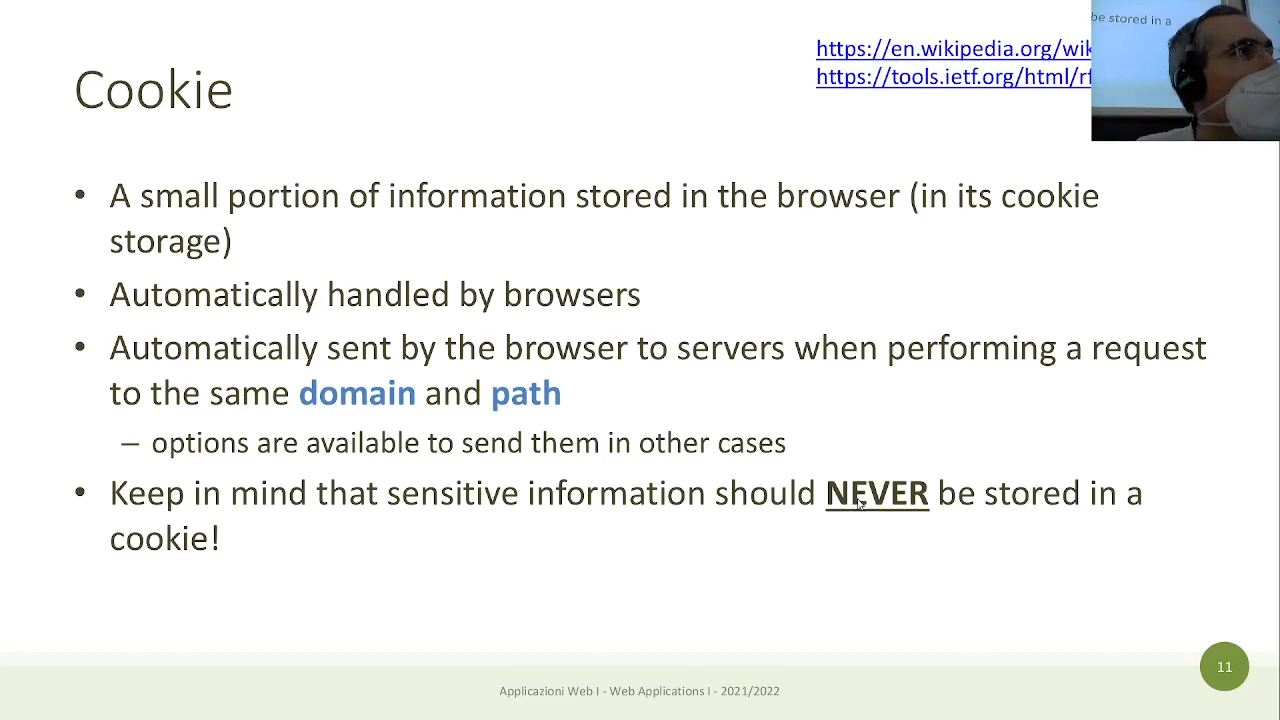 be stored in a
https://en.wikipedia.org/wik
https://tools.ietf.org/html/rf
Cookie
• A small portion of information stored in the browser (in its cookie
storage)
• Automatically handled by browsers
• Automatically sent by the browser to servers when performing a request
to the same domain and path
– options are available to send them in other cases
• Keep in mind that sensitive information should NEVER be stored in a
cookie!
11
Applicazioni Web I - Web Applications I - 2021/2022